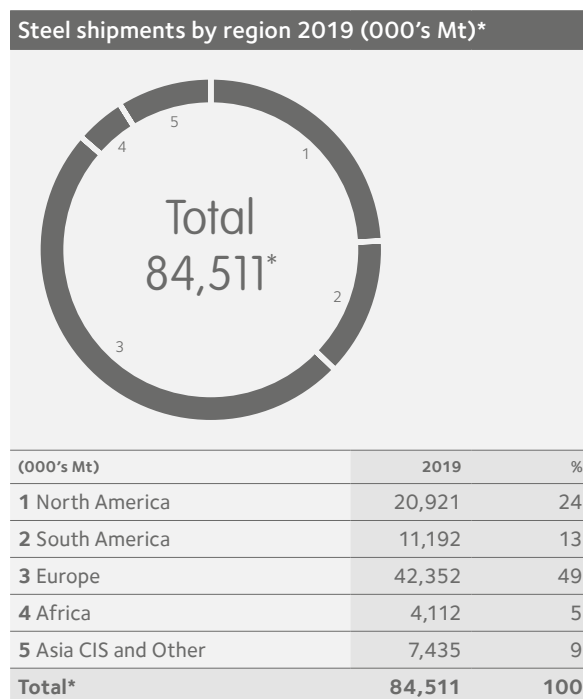 Steel shipments by region 2019 (000's Mt)*
5
4
1
Total
84,511*
2
3
(000's Mt) 2019 %
1 North America 20,921 24
2 South America 11,192 13
3 Europe 42,352 49
4 Africa 4,112 5
5 Asia CIS and Other 7,435 9
Total* 84,511 100